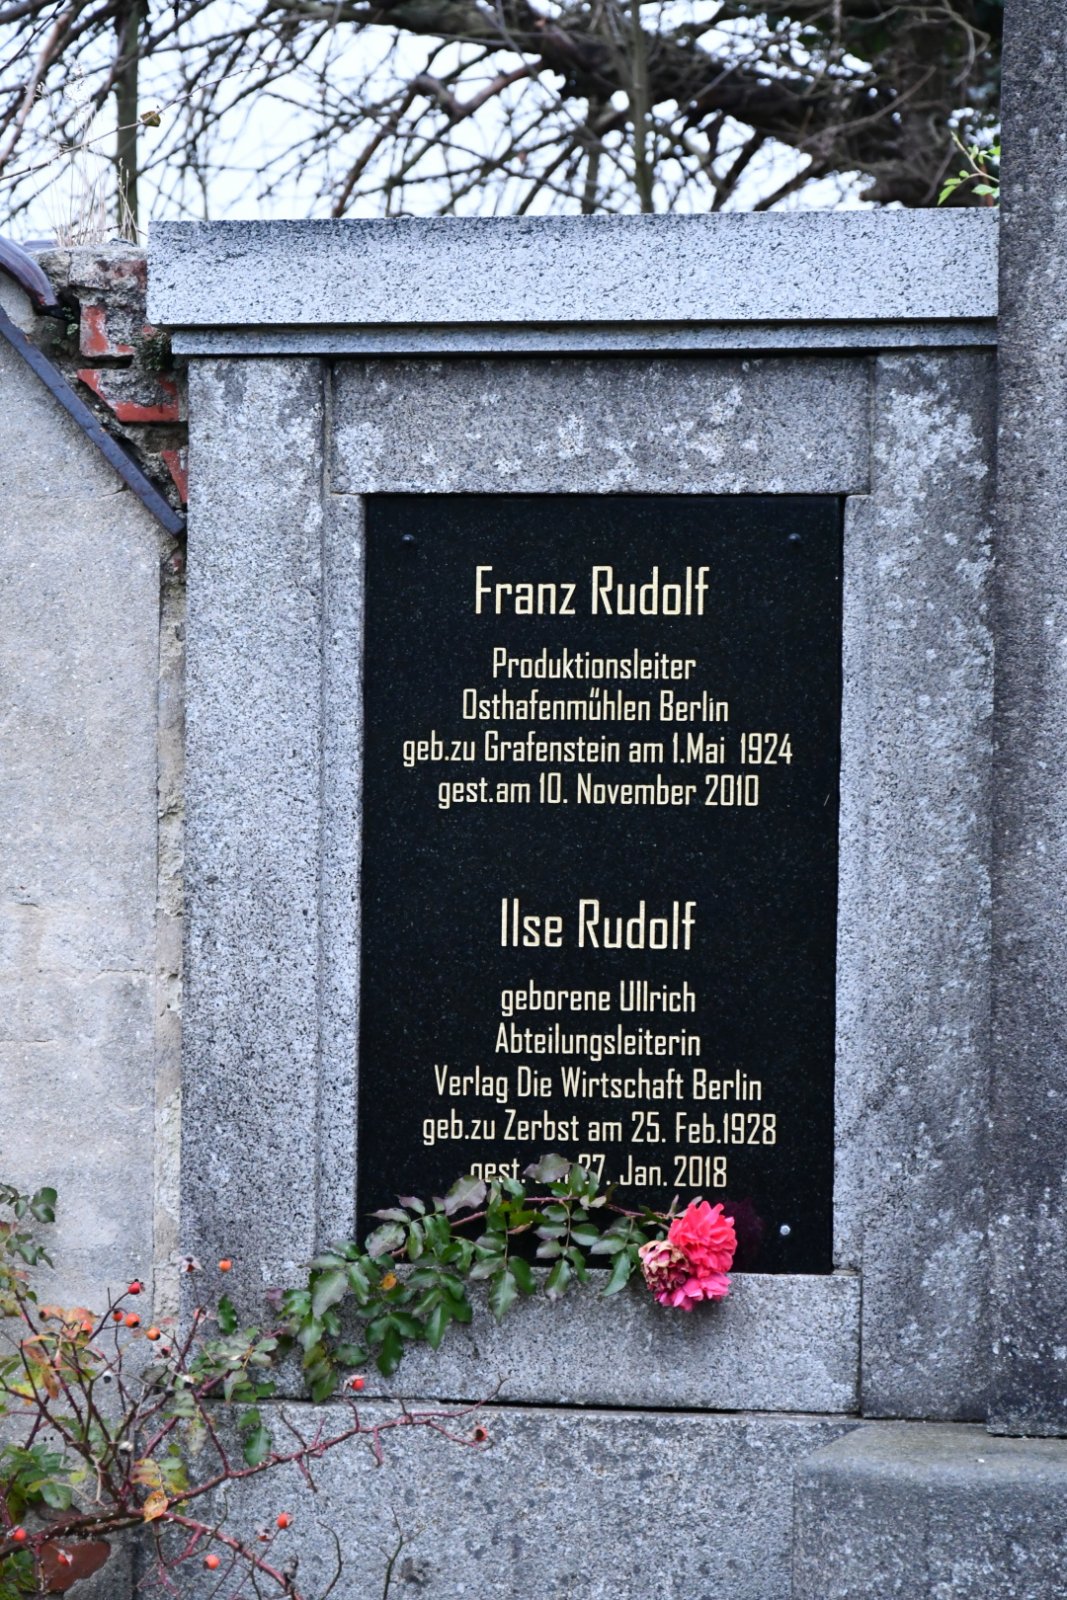 Franz Rudolf
Produktionsleiter
Osthafenmühlen Berlin
geb.zu Grafenstein am 1.Mai 1924
gest.am 10. November 2010
Ilse Rudolf
geborene Ullrich
Abteilungsleiterin
Verlag Die Wirtschaft Berlin
geb.zu Zerbst am 25. Feb.1928
gest. Jan. 2018